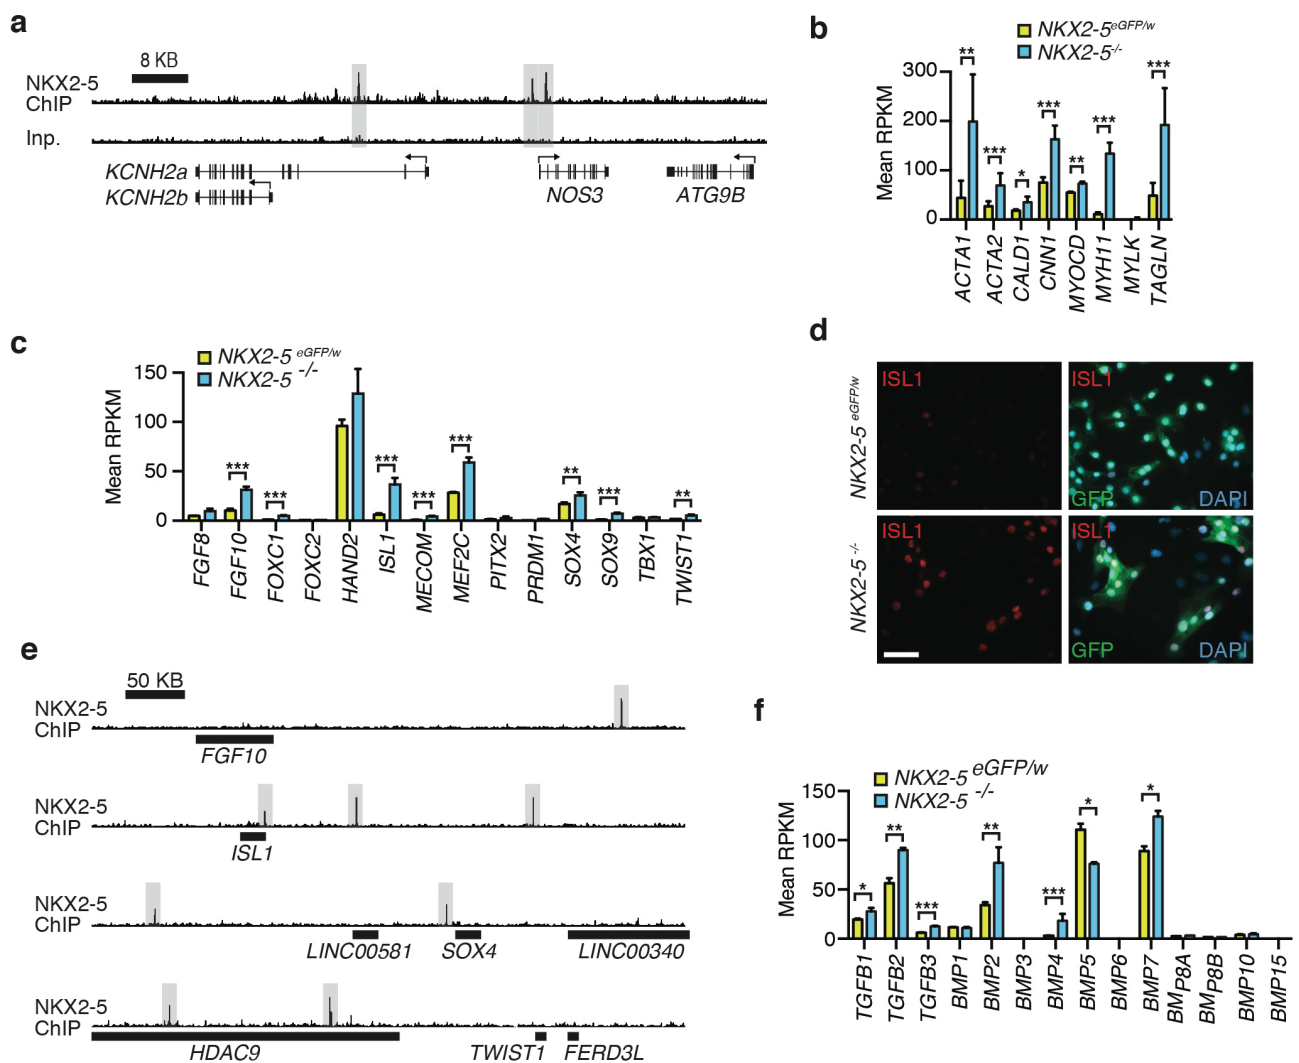 a
8 KB
NKX2-5
ChIP
Inp.
KCNH2a
KCNH2b
NOS3
ATG9B
b
NKX2-5 eGFP/w
NKX2-5 -/-
Mean RPKM
300
200
100
0
** *** * *** ** *** ***
ACTA1 ACTA2 CALD1 CNN1 MYOCD MYH11 MYLK TAGLN
c
NKX2-5 eGFP/w
NKX2-5 -/-
Mean RPKM
150
100
50
0
*** *** *** *** *** ** *** **
FGF8 FGF10 FOXC1 FOXC2 HAND2 ISL1 MECOM MEF2C PITX2 PRDM1 SOX4 SOX9 TBX1 TWIST1
d
NKX2-5 eGFP/w
ISL1
ISL1
GFP
DAPI
NKX2-5 -/-
ISL1
ISL1
GFP
DAPI
e
50 KB
NKX2-5
ChIP
FGF10
NKX2-5
ChIP
ISL1
NKX2-5
ChIP
LINC00581
SOX4
LINC00340
NKX2-5
ChIP
HDAC9
TWIST1
FERD3L
f
NKX2-5 eGFP/w
NKX2-5 -/-
Mean RPKM
150
100
50
0
* ** *** ** *** * *
TGFB1 TGFB2 TGFB3 BMP1 BMP2 BMP3 BMP4 BMP5 BMP6 BMP7 BMP8A BMP8B BMP10 BMP15